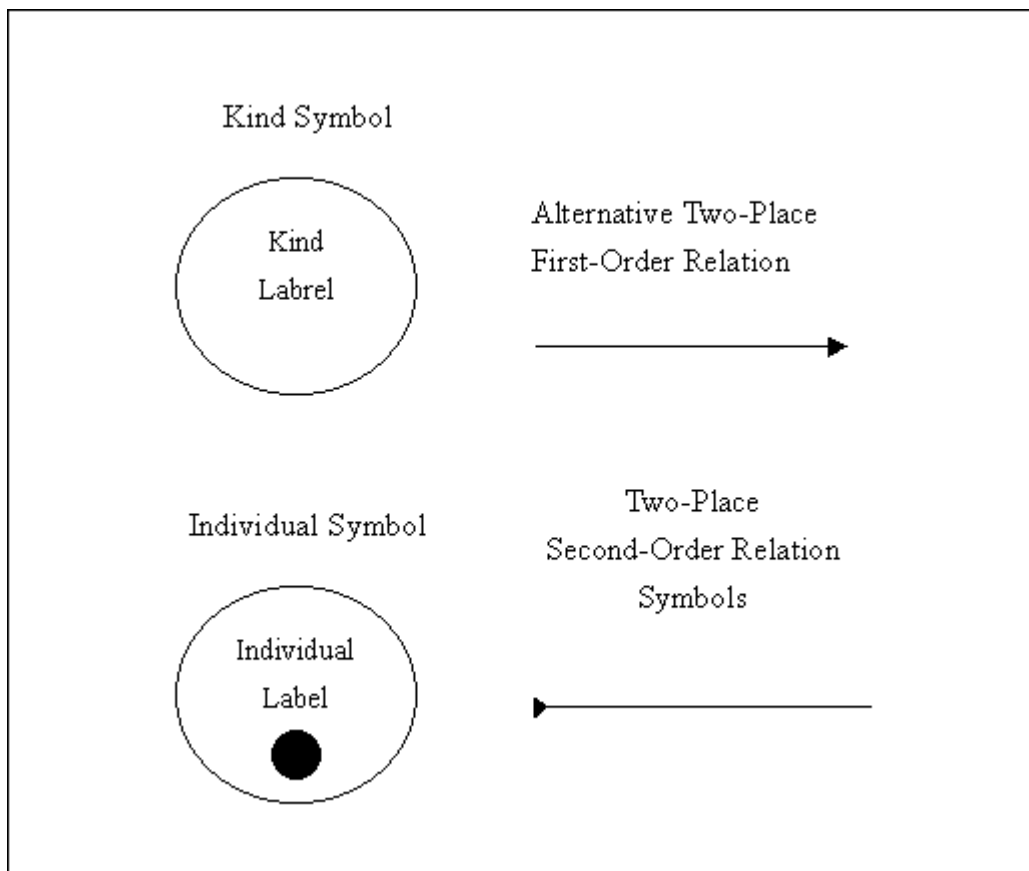 Kind Symbol
Kind
Labrel
Alternative Two-Place
First-Order Relation
Individual Symbol
Individual
Label
Two-Place
Second-Order Relation
Symbols